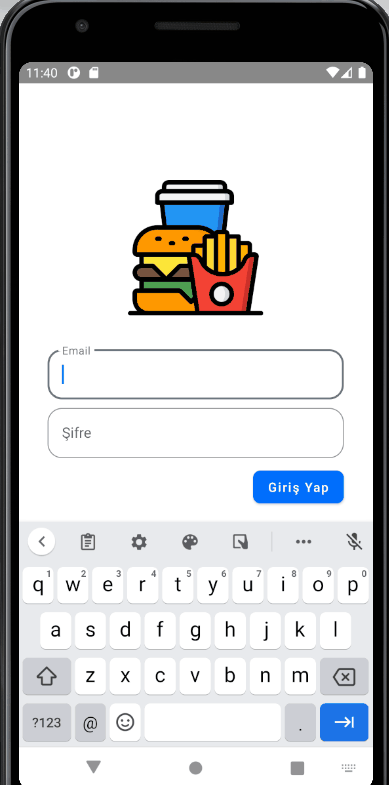 11:40
Email
Şifre
Giriş Yap
q1 w2 e3 r4 t5 y6 u7 i8 o9 p0
a s d f g h j k l
z x c v b n m
?123 @ .